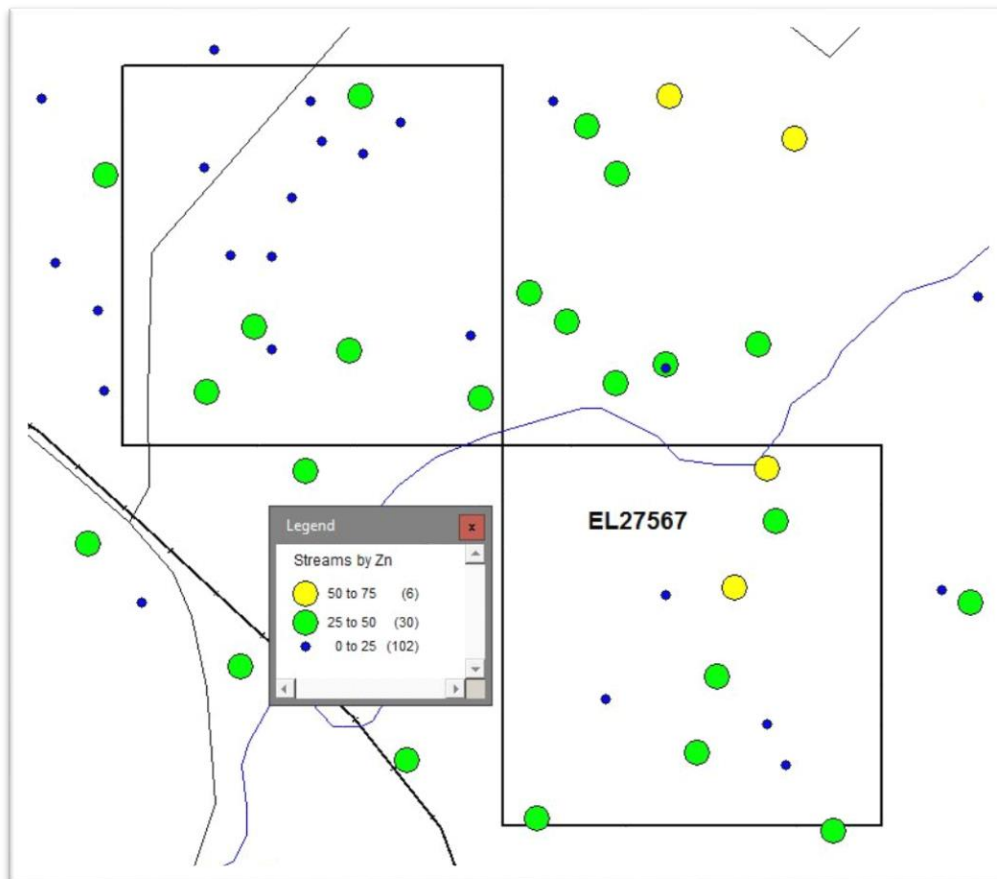 EL27567
Legend
x
Streams by Zn
50 to 75 (6)
25 to 50 (30)
0 to 25 (102)